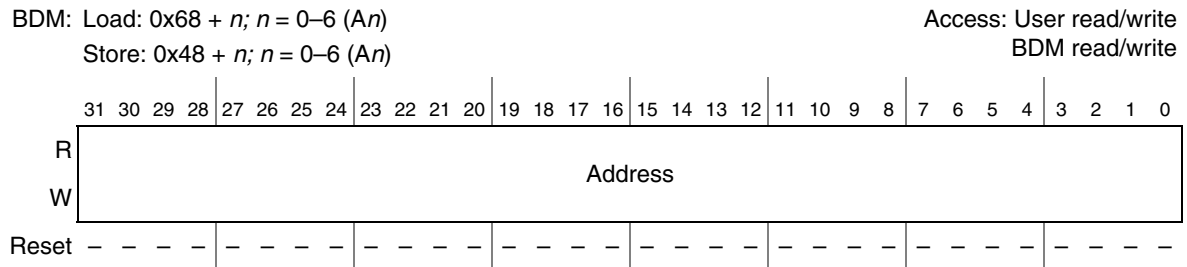 BDM: Load: 0x68 + n; n = 0–6 (An) Access: User read/write
Store: 0x48 + n; n = 0–6 (An) BDM read/write
31 30 29 28 27 26 25 24 23 22 21 20 19 18 17 16 15 14 13 12 11 10 9 8 7 6 5 4 3 2 1 0
R
Address
W
Reset – – – – – – – – – – – – – – – – – – – – – – – – – – – – – – – –